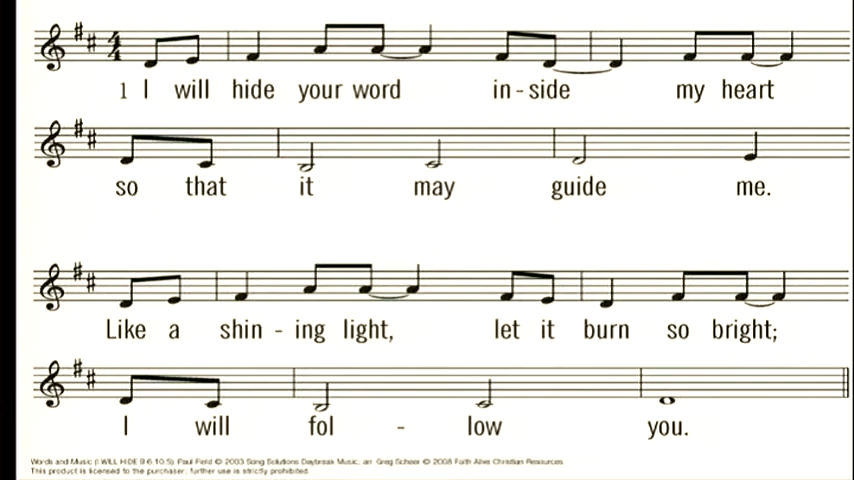 1 I will hide your word in - side my heart
so that it may guide me.
Like a shin - ing light, let it burn so bright;
I will fol - low you.
Words and Music (I WILL HIDE 8.6.10.5): Paul Field © 2003 Song Solutions Daybreak Music; arr. Greg Scheer © 2008 Faith Alive Christian Resources
This product is licensed to the purchaser; further use is strictly prohibited.